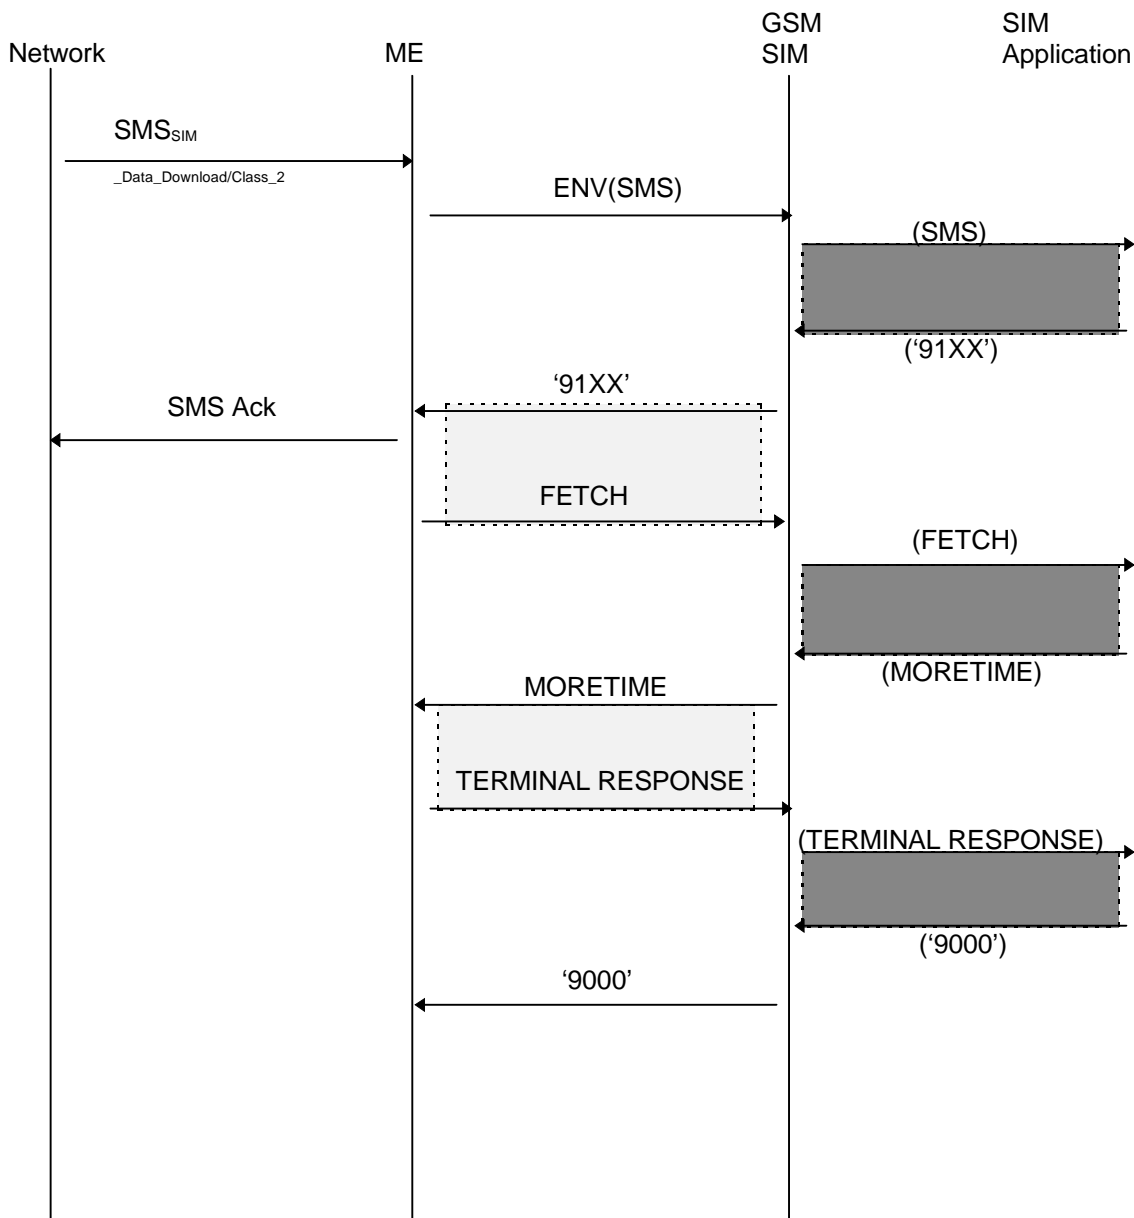 Network
ME
GSM
SIM
SIM
Application
SMSSIM
_Data_Download/Class_2
ENV(SMS)
(SMS)
(‘91XX’)
‘91XX’
SMS Ack
FETCH
(FETCH)
(MORETIME)
MORETIME
TERMINAL RESPONSE
(TERMINAL RESPONSE)
(‘9000’)
‘9000’